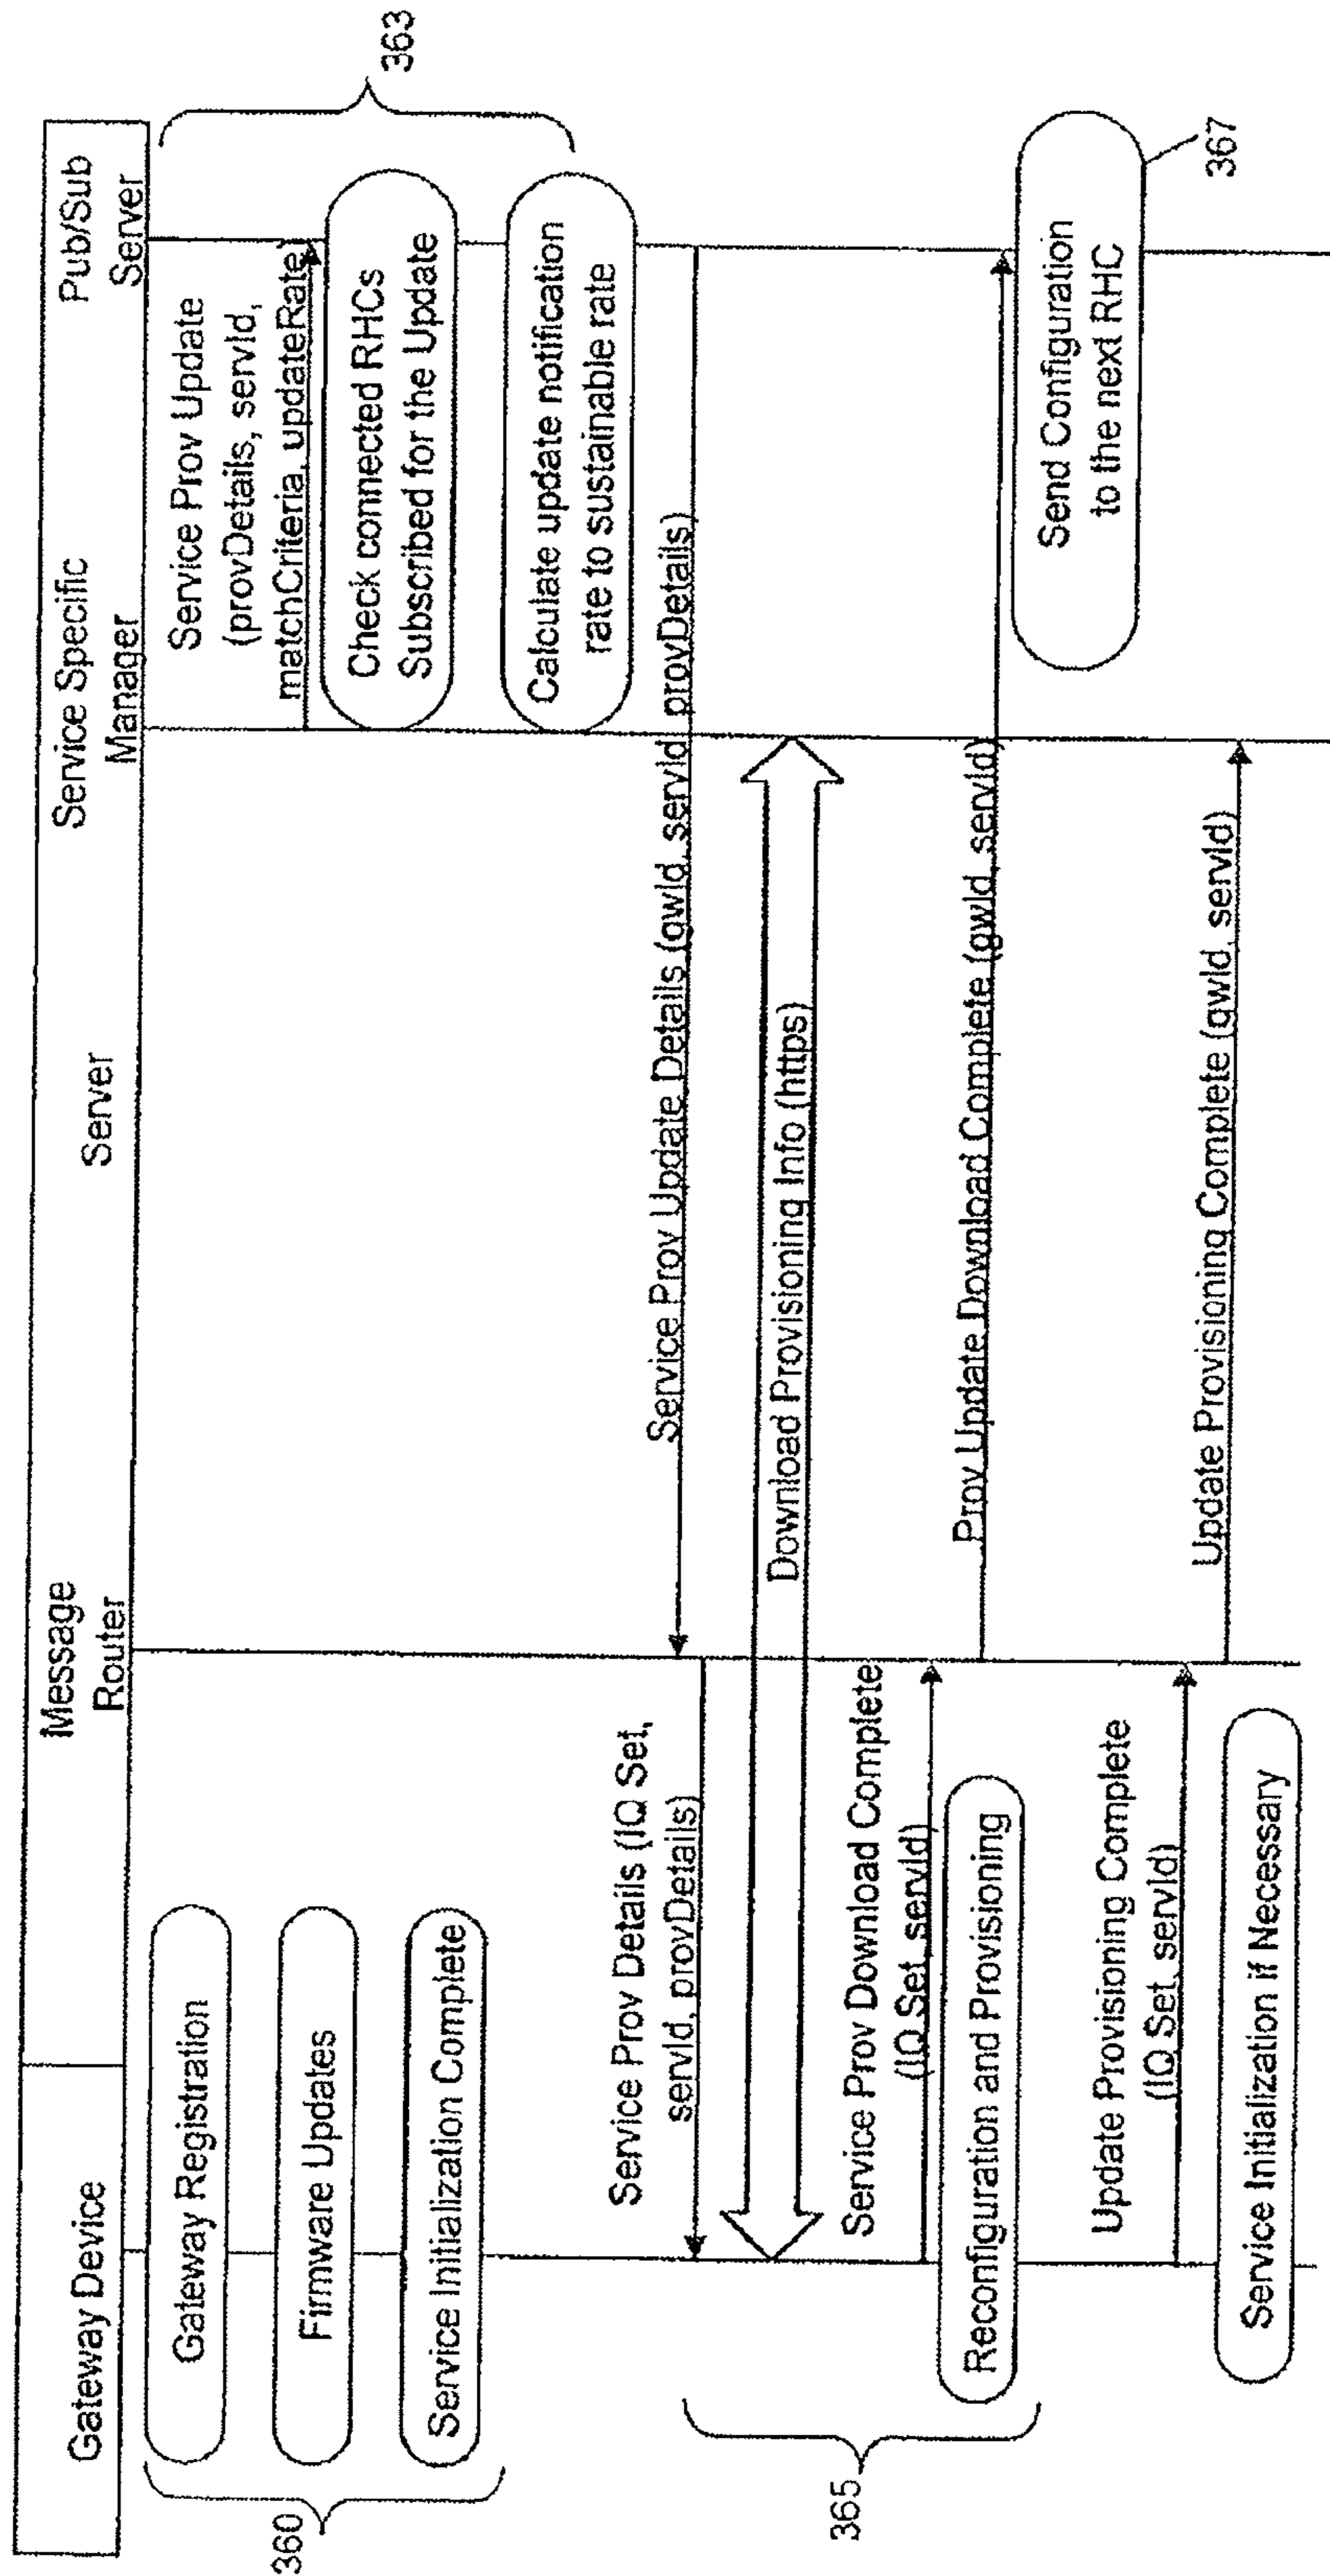 Gateway Device
Message
Router
Server
Service Specific
Manager
Pub/Sub
Server
360
Gateway Registration
Firmware Updates
Service Initialization Complete
Service Prov Update
(provDetails, servId,
matchCriteria, updateRate
Check connected RHCs
Subscribed for the Update
Calculate update notification
rate to sustainable rate
363
Service Prov Update Details (gwId, servId, provDetails)
Service Prov Details (IQ Set,
servId, provDetails)
Download Provisioning Info (https)
365
Service Prov Download Complete
(IQ Set, servId)
Prov Update Download Complete (gwId, servId)
Reconfiguration and Provisioning
Send Configuration
to the next RHC
367
Update Provisioning Complete
(IQ Set, servId)
Update Provisioning Complete (gwId, servId)
Service Initialization if Necessary